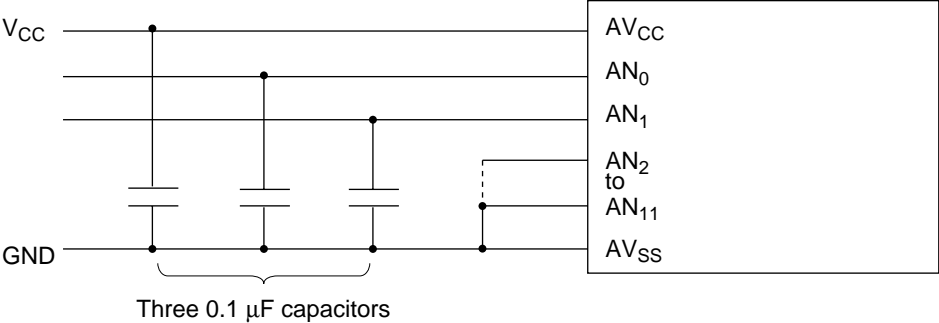 V_CC AV_CC
AN_0
AN_1
AN_2
to
AN_11
GND AV_SS
Three 0.1 μF capacitors